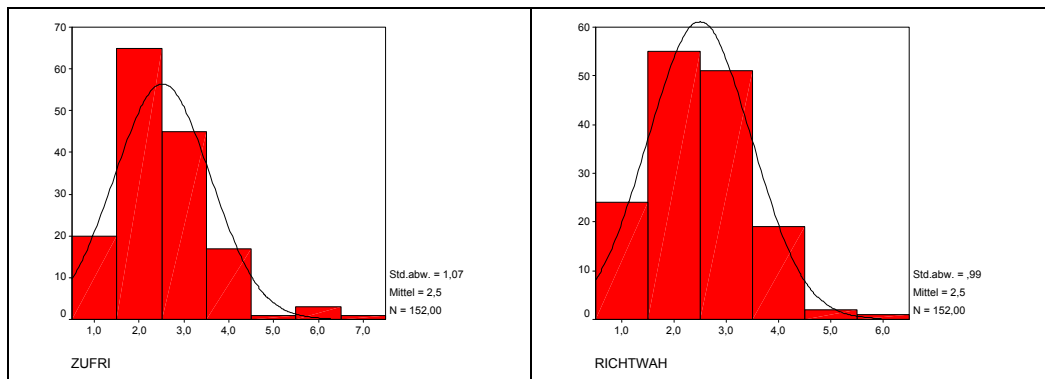 70
60
50
40
30
20
10
0
Std.abw. = 1,07
Mittel = 2,5
N = 152,00
1,0 2,0 3,0 4,0 5,0 6,0 7,0
ZUFRI
60
50
40
30
20
10
0
Std.abw. = ,99
Mittel = 2,5
N = 152,00
1,0 2,0 3,0 4,0 5,0 6,0
RICHTWAH